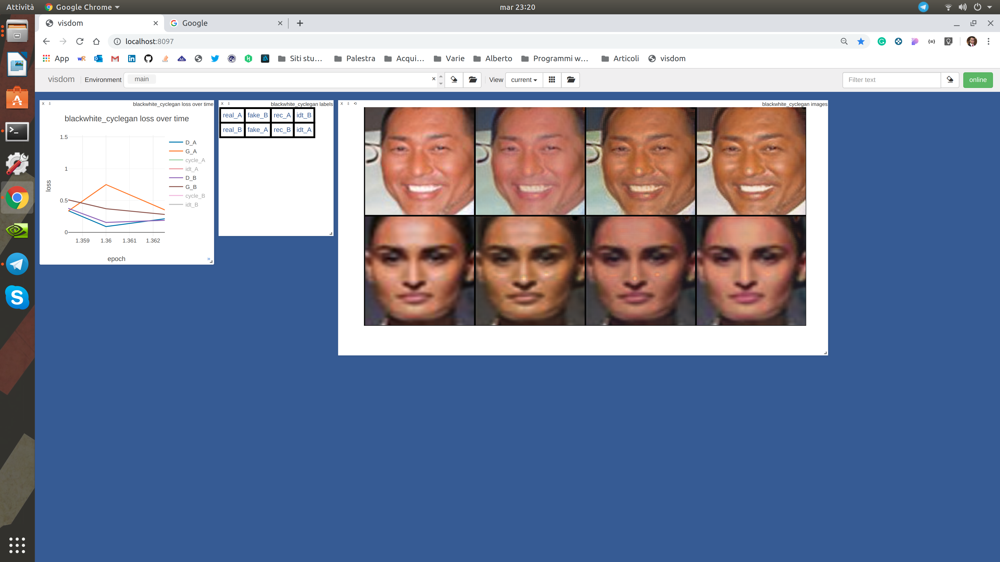 Attività
Google Chrome
mar 23:20
visdom
Google
localhost:8097
App
Siti stu...
Palestra
Acqui...
Varie
Alberto
Programmi w...
Articoli
visdom
visdom
Environment
main
×
View
current
Filter text
online
X
blackwhite_cyclegan loss over time
blackwhite_cyclegan loss over time
1.5
1
0.5
0
loss
1.359 1.36 1.361 1.362
epoch
D_A
G_A
cycle_A
idt_A
D_B
G_B
cycle_B
idt_B
»
X
blackwhite_cyclegan labels
real_A fake_B rec_A idt_B
real_B fake_A rec_B idt_A
X
blackwhite_cyclegan images